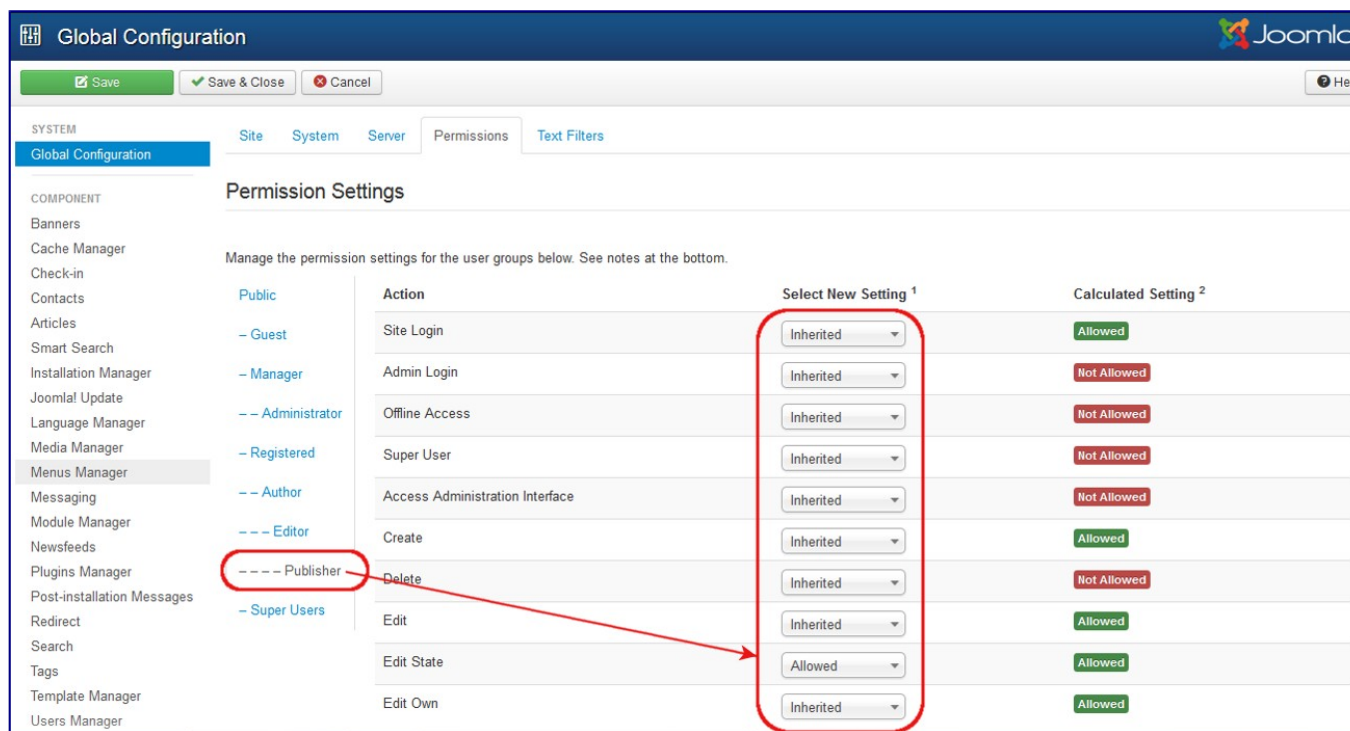 Global Configuration
Joomla
Save
Save & Close
Cancel
He
SYSTEM
Global Configuration
COMPONENT
Banners
Cache Manager
Check-in
Contacts
Articles
Smart Search
Installation Manager
Joomla! Update
Language Manager
Media Manager
Menus Manager
Messaging
Module Manager
Newsfeeds
Plugins Manager
Post-installation Messages
Redirect
Search
Tags
Template Manager
Users Manager
Site System Server Permissions Text Filters
Permission Settings
Manage the permission settings for the user groups below. See notes at the bottom.
Public
– Guest
– Manager
– – Administrator
– Registered
– – Author
– – – Editor
– – – – Publisher
– Super Users
Action Select New Setting 1 Calculated Setting 2
Site Login Inherited Allowed
Admin Login Inherited Not Allowed
Offline Access Inherited Not Allowed
Super User Inherited Not Allowed
Access Administration Interface Inherited Not Allowed
Create Inherited Allowed
Delete Inherited Not Allowed
Edit Inherited Allowed
Edit State Allowed Allowed
Edit Own Inherited Allowed